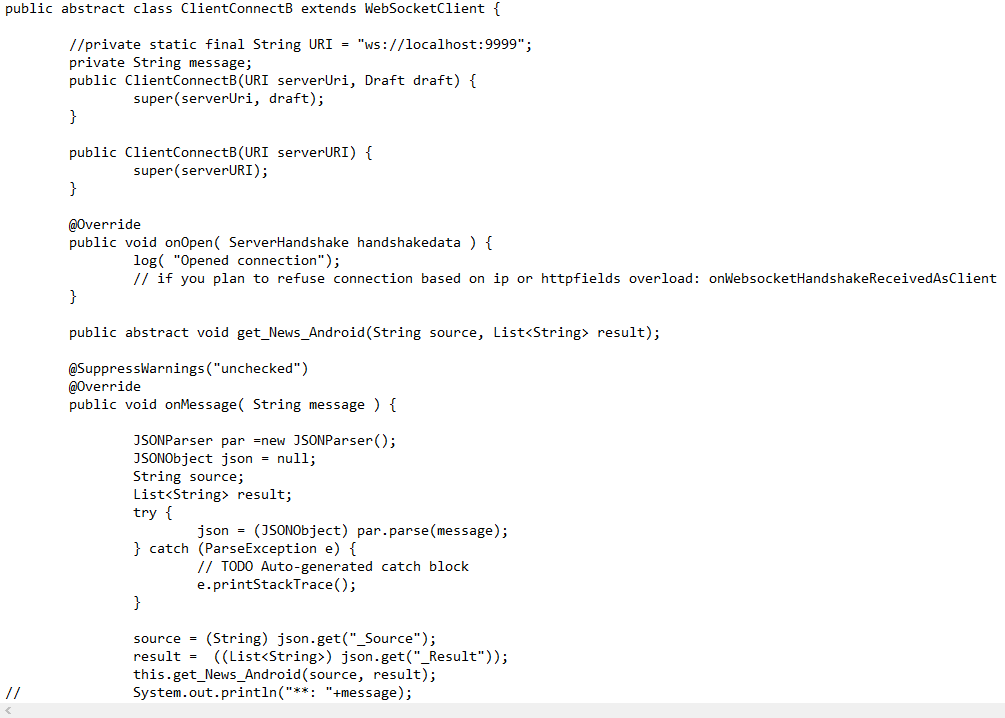 public abstract class ClientConnectB extends WebSocketClient {
//private static final String URI = "ws://localhost:9999";
private String message;
public ClientConnectB(URI serverUri, Draft draft) {
super(serverUri, draft);
}
public ClientConnectB(URI serverURI) {
super(serverURI);
}
@Override
public void onOpen( ServerHandshake handshakedata ) {
log( "Opened connection");
// if you plan to refuse connection based on ip or httpfields overload: onWebsocketHandshakeReceivedAsClient
}
public abstract void get_News_Android(String source, List<String> result);
@SuppressWarnings("unchecked")
@Override
public void onMessage( String message ) {
JSONParser par =new JSONParser();
JSONObject json = null;
String source;
List<String> result;
try {
json = (JSONObject) par.parse(message);
} catch (ParseException e) {
// TODO Auto-generated catch block
e.printStackTrace();
}
source = (String) json.get("_Source");
result =  ((List<String>) json.get("_Result"));
this.get_News_Android(source, result);
// System.out.println("**: "+message);